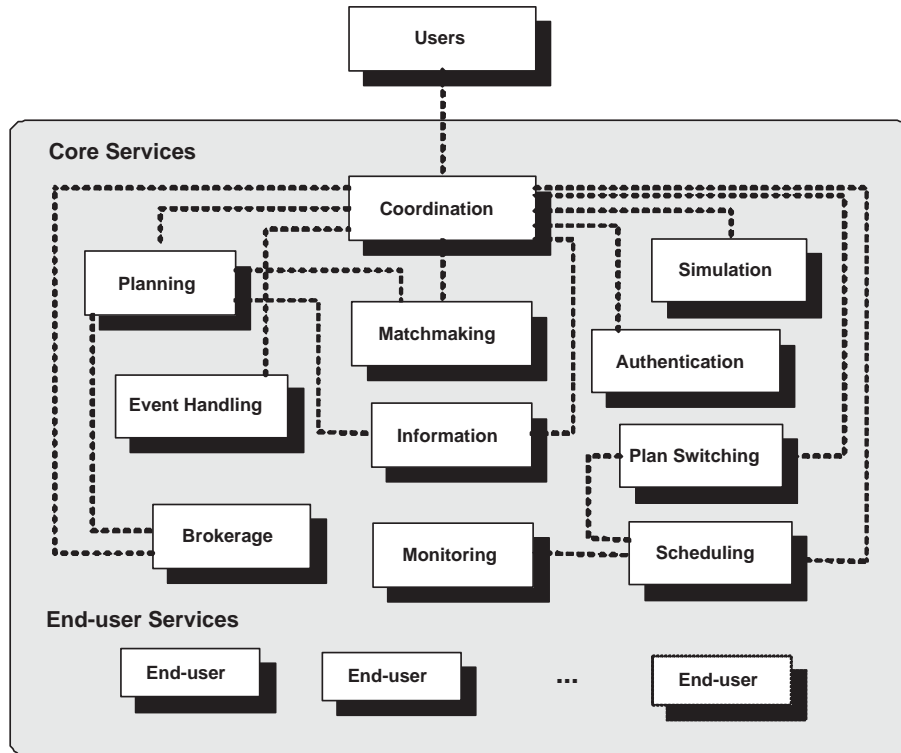 Users
Core Services
Coordination
Planning
Simulation
Matchmaking
Authentication
Event Handling
Information
Plan Switching
Brokerage
Monitoring
Scheduling
End-user Services
End-user
End-user
...
End-user